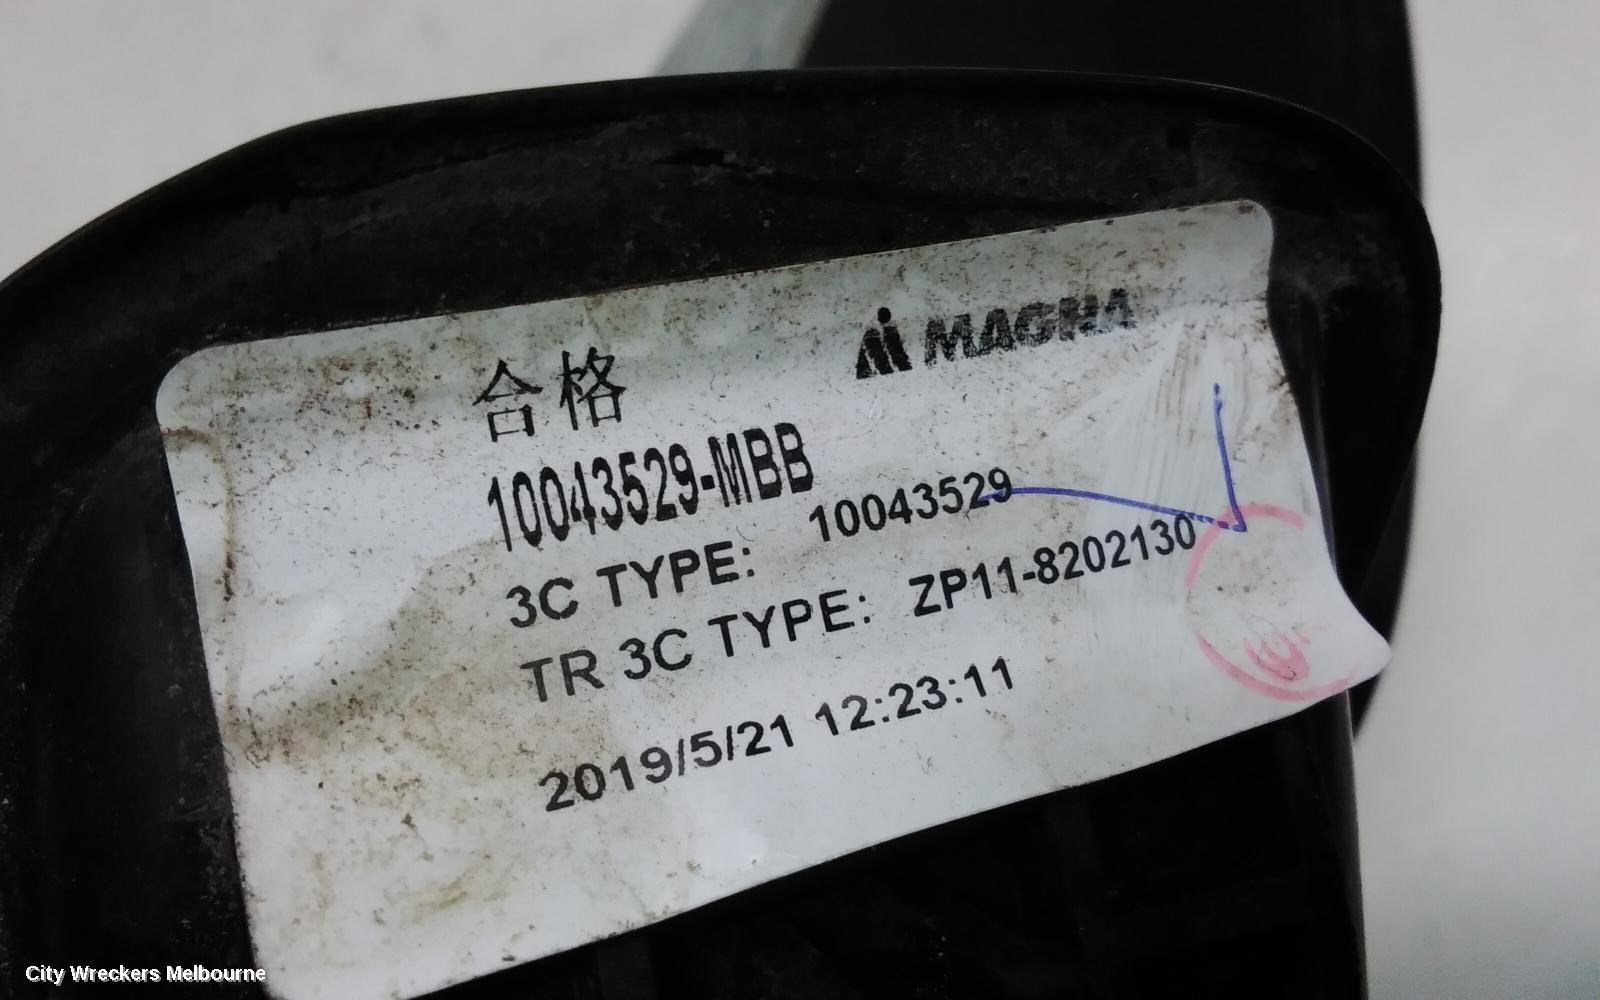 MAGNA
合格
10043529-MBB
3C TYPE: 10043529
TR 3C TYPE: ZP11-8202130
2019/5/21 12:23:11
City Wreckers Melbourne